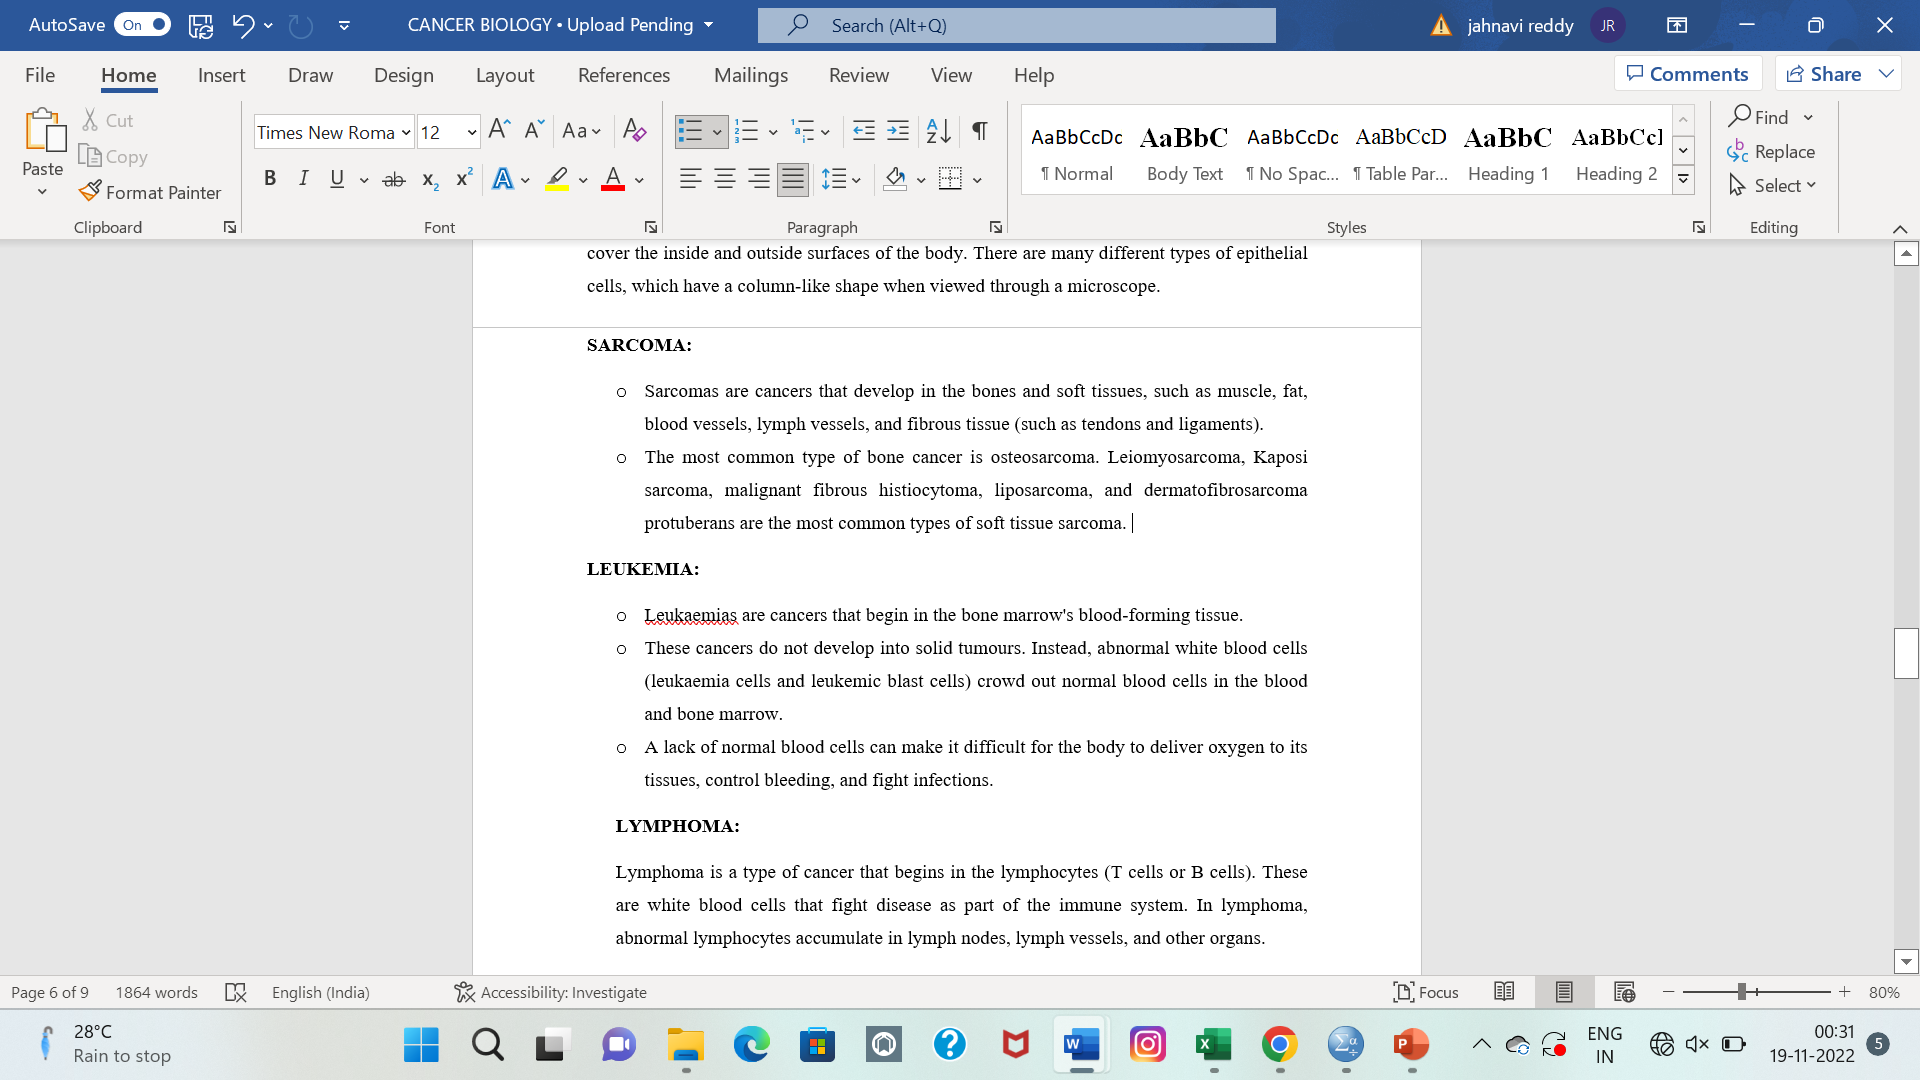 AutoSave On CANCER BIOLOGY • Upload Pending Search (Alt+Q) jahnavi reddy JR
File Home Insert Draw Design Layout References Mailings Review View Help Comments Share
Paste Cut Copy Format Painter
Clipboard
Times New Roma 12 Aa
B I U ab x₂ x² A A
Font
Paragraph
AaBbCcDc AaBbC AaBbCcDc AaBbCcD AaBbC AaBbCcI
¶ Normal Body Text ¶ No Spac... ¶ Table Par... Heading 1 Heading 2
Styles
Find
Replace
Select
Editing
cover the inside and outside surfaces of the body. There are many different types of epithelial
cells, which have a column-like shape when viewed through a microscope.
SARCOMA:
o Sarcomas are cancers that develop in the bones and soft tissues, such as muscle, fat,
blood vessels, lymph vessels, and fibrous tissue (such as tendons and ligaments).
o The most common type of bone cancer is osteosarcoma. Leiomyosarcoma, Kaposi
sarcoma, malignant fibrous histiocytoma, liposarcoma, and dermatofibrosarcoma
protuberans are the most common types of soft tissue sarcoma.
LEUKEMIA:
o Leukaemias are cancers that begin in the bone marrow's blood-forming tissue.
o These cancers do not develop into solid tumours. Instead, abnormal white blood cells
(leukaemia cells and leukemic blast cells) crowd out normal blood cells in the blood
and bone marrow.
o A lack of normal blood cells can make it difficult for the body to deliver oxygen to its
tissues, control bleeding, and fight infections.
LYMPHOMA:
Lymphoma is a type of cancer that begins in the lymphocytes (T cells or B cells). These
are white blood cells that fight disease as part of the immune system. In lymphoma,
abnormal lymphocytes accumulate in lymph nodes, lymph vessels, and other organs.
Page 6 of 9 1864 words English (India) Accessibility: Investigate Focus 80%
28°C
Rain to stop
ENG
IN
00:31
19-11-2022
5